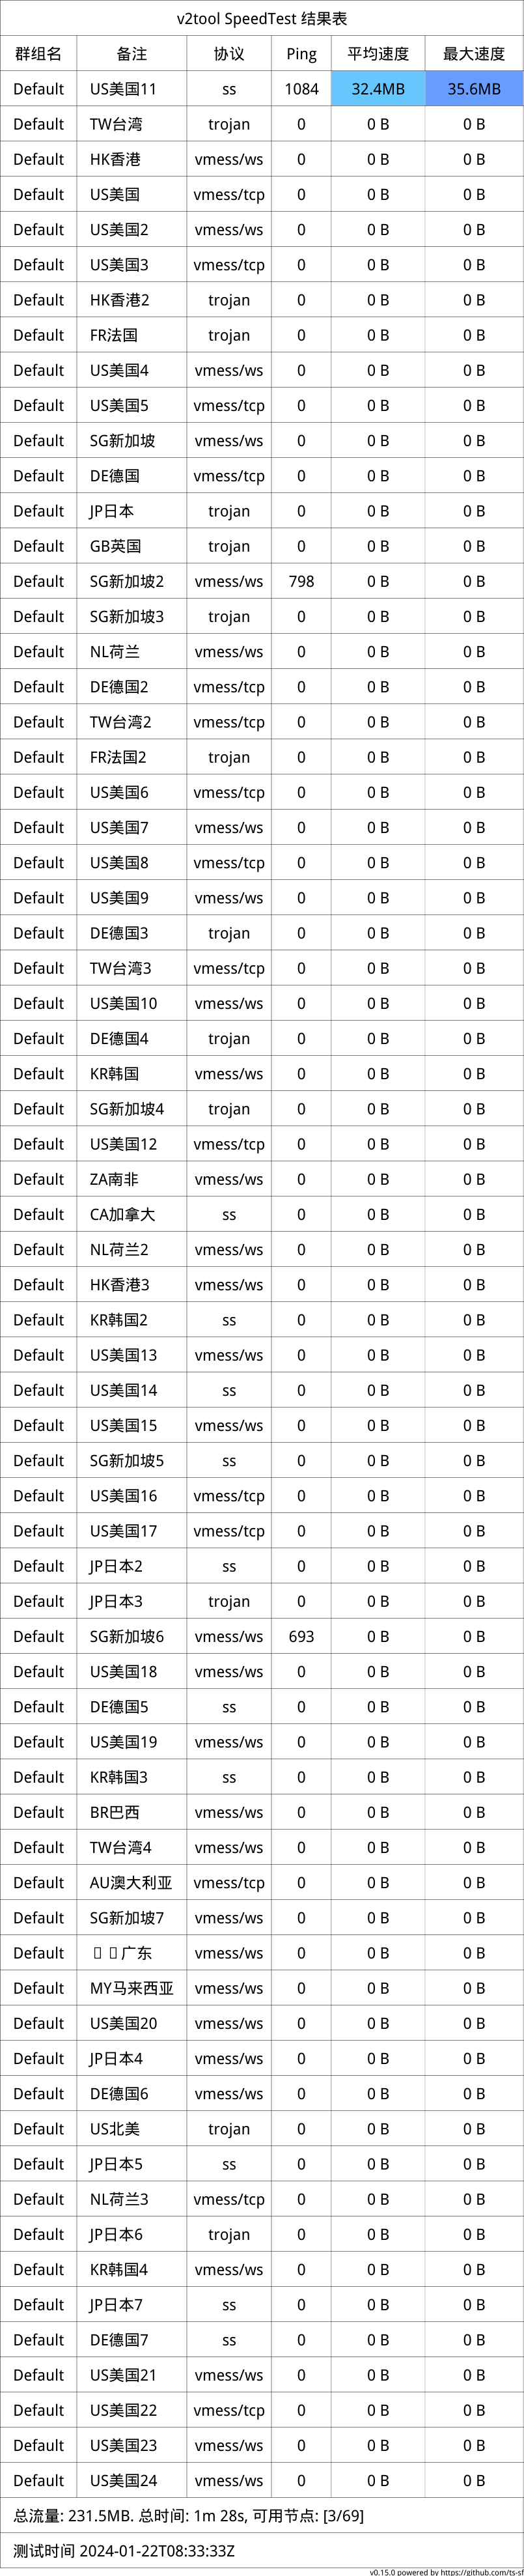 v2tool SpeedTest 结果表
群组名 备注 协议 Ping 平均速度 最大速度
Default US美国11 ss 1084 32.4MB 35.6MB
Default TW台湾 trojan 0 0 B 0 B
Default HK香港 vmess/ws 0 0 B 0 B
Default US美国 vmess/tcp 0 0 B 0 B
Default US美国2 vmess/ws 0 0 B 0 B
Default US美国3 vmess/tcp 0 0 B 0 B
Default HK香港2 trojan 0 0 B 0 B
Default FR法国 trojan 0 0 B 0 B
Default US美国4 vmess/ws 0 0 B 0 B
Default US美国5 vmess/tcp 0 0 B 0 B
Default SG新加坡 vmess/ws 0 0 B 0 B
Default DE德国 vmess/tcp 0 0 B 0 B
Default JP日本 trojan 0 0 B 0 B
Default GB英国 trojan 0 0 B 0 B
Default SG新加坡2 vmess/ws 798 0 B 0 B
Default SG新加坡3 trojan 0 0 B 0 B
Default NL荷兰 vmess/ws 0 0 B 0 B
Default DE德国2 vmess/tcp 0 0 B 0 B
Default TW台湾2 vmess/tcp 0 0 B 0 B
Default FR法国2 trojan 0 0 B 0 B
Default US美国6 vmess/tcp 0 0 B 0 B
Default US美国7 vmess/ws 0 0 B 0 B
Default US美国8 vmess/tcp 0 0 B 0 B
Default US美国9 vmess/ws 0 0 B 0 B
Default DE德国3 trojan 0 0 B 0 B
Default TW台湾3 vmess/tcp 0 0 B 0 B
Default US美国10 vmess/ws 0 0 B 0 B
Default DE德国4 trojan 0 0 B 0 B
Default KR韩国 vmess/ws 0 0 B 0 B
Default SG新加坡4 trojan 0 0 B 0 B
Default US美国12 vmess/tcp 0 0 B 0 B
Default ZA南非 vmess/ws 0 0 B 0 B
Default CA加拿大 ss 0 0 B 0 B
Default NL荷兰2 vmess/ws 0 0 B 0 B
Default HK香港3 vmess/ws 0 0 B 0 B
Default KR韩国2 ss 0 0 B 0 B
Default US美国13 vmess/ws 0 0 B 0 B
Default US美国14 ss 0 0 B 0 B
Default US美国15 vmess/ws 0 0 B 0 B
Default SG新加坡5 ss 0 0 B 0 B
Default US美国16 vmess/tcp 0 0 B 0 B
Default US美国17 vmess/tcp 0 0 B 0 B
Default JP日本2 ss 0 0 B 0 B
Default JP日本3 trojan 0 0 B 0 B
Default SG新加坡6 vmess/ws 693 0 B 0 B
Default US美国18 vmess/ws 0 0 B 0 B
Default DE德国5 ss 0 0 B 0 B
Default US美国19 vmess/ws 0 0 B 0 B
Default KR韩国3 ss 0 0 B 0 B
Default BR巴西 vmess/ws 0 0 B 0 B
Default TW台湾4 vmess/ws 0 0 B 0 B
Default AU澳大利亚 vmess/tcp 0 0 B 0 B
Default SG新加坡7 vmess/ws 0 0 B 0 B
Default 广东 vmess/ws 0 0 B 0 B
Default MY马来西亚 vmess/ws 0 0 B 0 B
Default US美国20 vmess/ws 0 0 B 0 B
Default JP日本4 vmess/ws 0 0 B 0 B
Default DE德国6 vmess/ws 0 0 B 0 B
Default US北美 trojan 0 0 B 0 B
Default JP日本5 ss 0 0 B 0 B
Default NL荷兰3 vmess/tcp 0 0 B 0 B
Default JP日本6 trojan 0 0 B 0 B
Default KR韩国4 vmess/ws 0 0 B 0 B
Default JP日本7 ss 0 0 B 0 B
Default DE德国7 ss 0 0 B 0 B
Default US美国21 vmess/ws 0 0 B 0 B
Default US美国22 vmess/tcp 0 0 B 0 B
Default US美国23 vmess/ws 0 0 B 0 B
Default US美国24 vmess/ws 0 0 B 0 B
总流量: 231.5MB. 总时间: 1m 28s, 可用节点: [3/69]
测试时间 2024-01-22T08:33:33Z
v0.15.0 powered by https://github.com/ts-sf